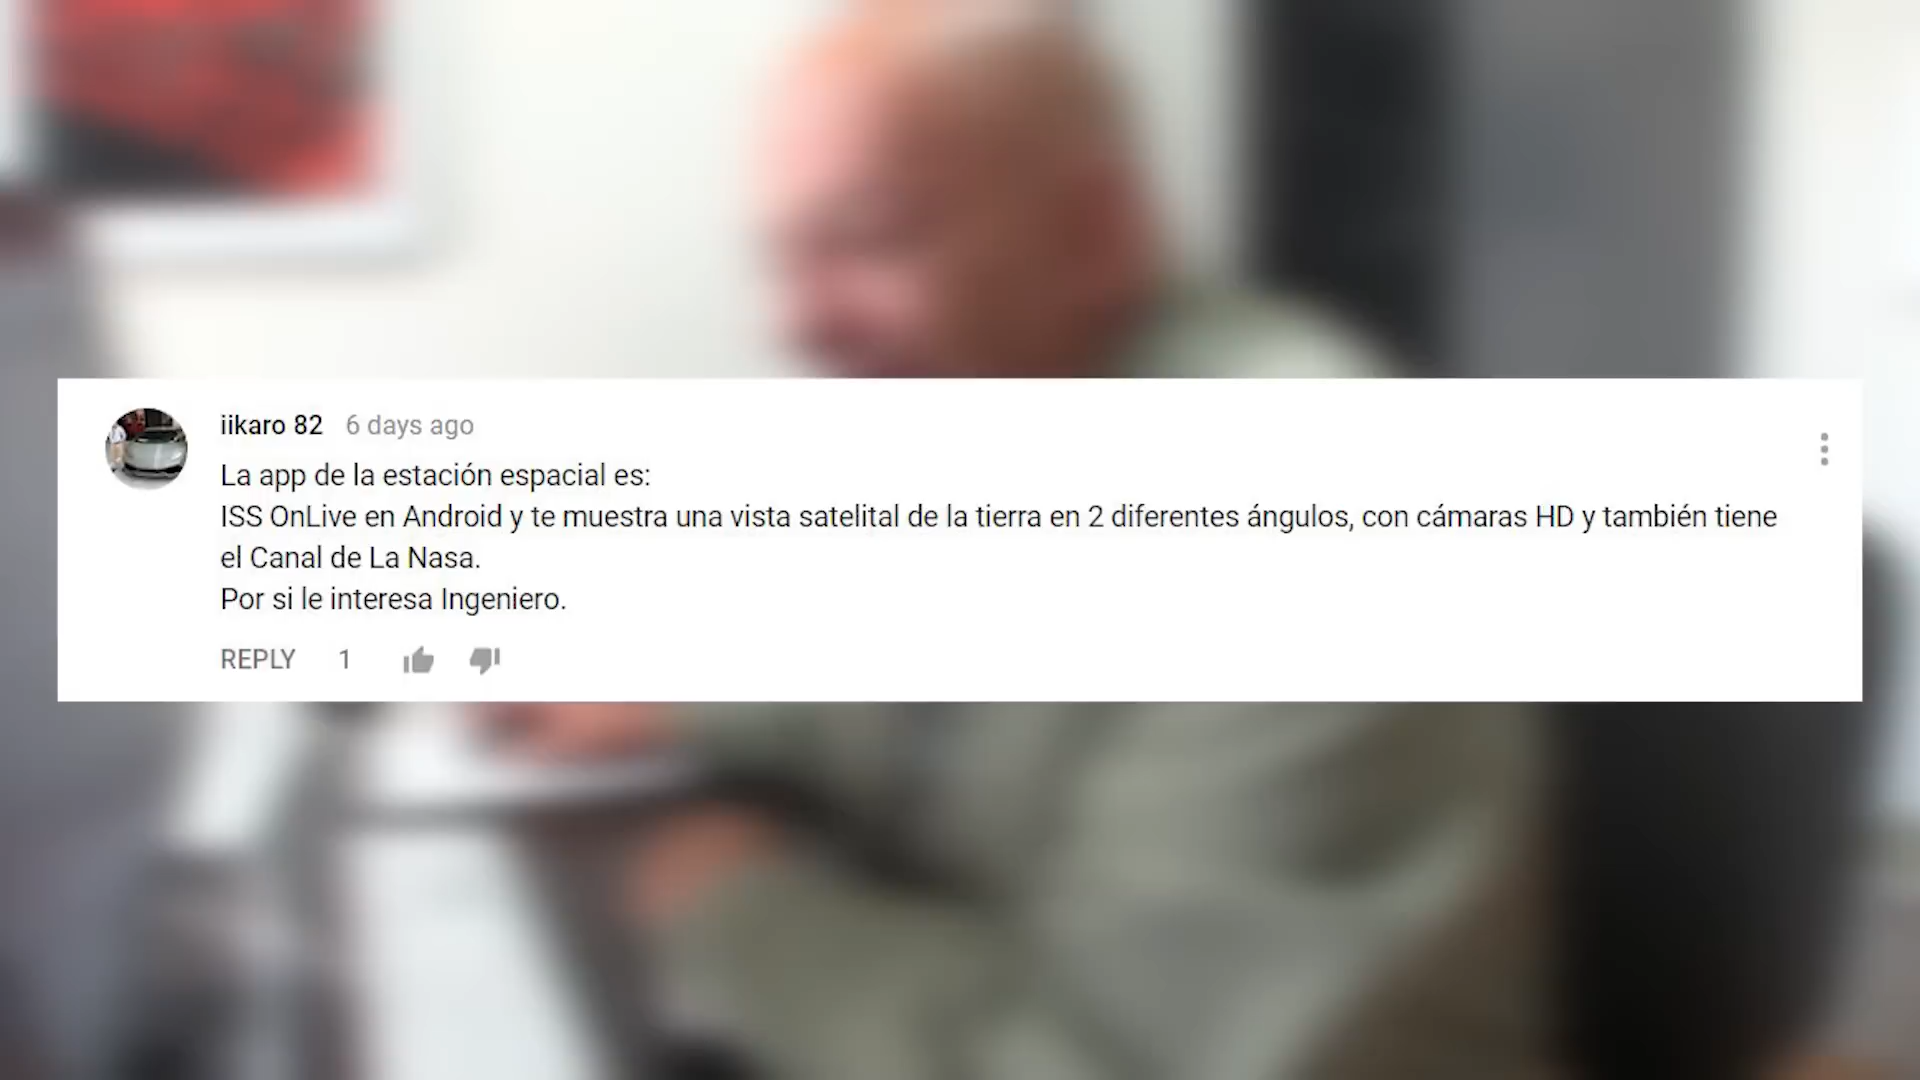 iikaro 82 6 days ago
La app de la estación espacial es:
ISS OnLive en Android y te muestra una vista satelital de la tierra en 2 diferentes ángulos, con cámaras HD y también tiene
el Canal de La Nasa.
Por si le interesa Ingeniero.
REPLY 1